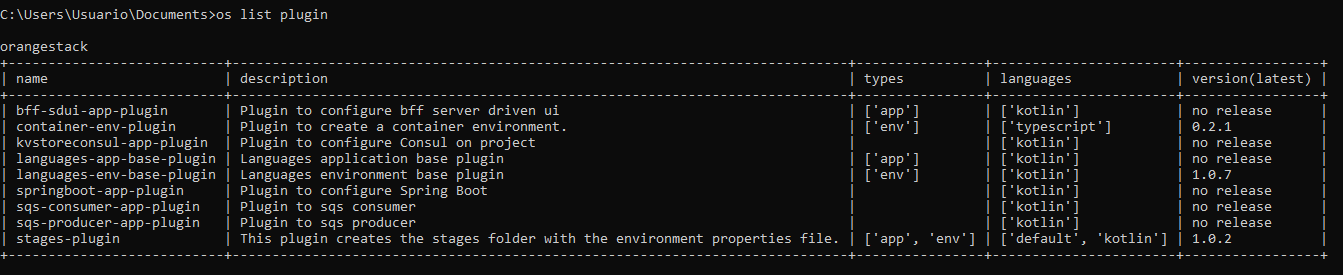 C:\Users\Usuario\Documents>os list plugin
orangestack
+---------------------------+----------------------------------------------------------------------------+----------------+-----------------------+-----------------+
| name | description | types | languages | version(latest) |
+---------------------------+----------------------------------------------------------------------------+----------------+-----------------------+-----------------+
| bff-sdui-app-plugin | Plugin to configure bff server driven ui | ['app'] | ['kotlin'] | no release |
| container-env-plugin | Plugin to create a container environment. | ['env'] | ['typescript'] | 0.2.1 |
| kvstoreconsul-app-plugin | Plugin to configure Consul on project | | ['kotlin'] | no release |
| languages-app-base-plugin | Languages application base plugin | ['app'] | ['kotlin'] | no release |
| languages-env-base-plugin | Languages environment base plugin | ['env'] | ['kotlin'] | 1.0.7 |
| springboot-app-plugin | Plugin to configure Spring Boot | | ['kotlin'] | no release |
| sqs-consumer-app-plugin | Plugin to sqs consumer | | ['kotlin'] | no release |
| sqs-producer-app-plugin | Plugin to sqs producer | | ['kotlin'] | no release |
| stages-plugin | This plugin creates the stages folder with the environment properties file. | ['app', 'env'] | ['default', 'kotlin'] | 1.0.2 |
+---------------------------+----------------------------------------------------------------------------+----------------+-----------------------+-----------------+